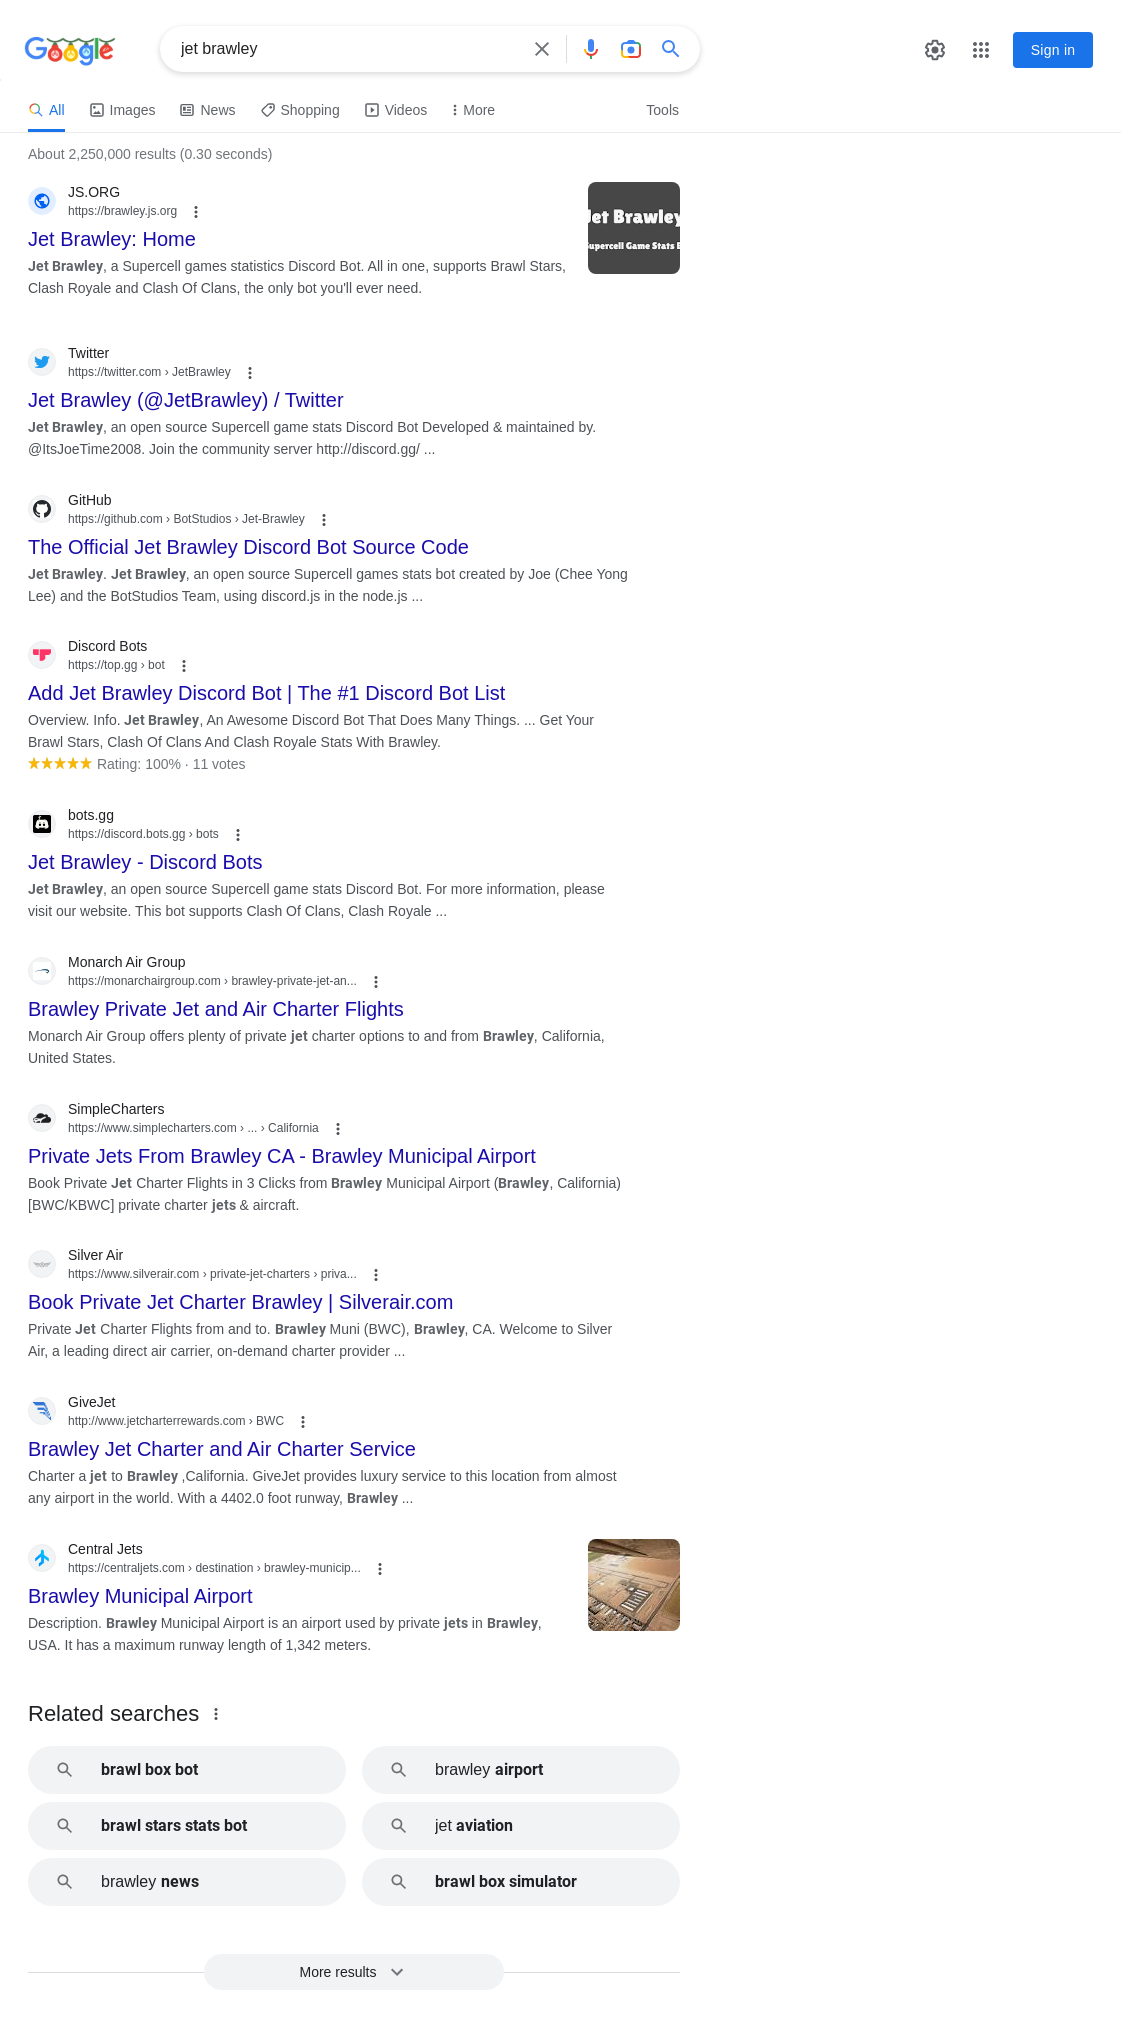 Google
jet brawley
Sign in
All
Images
News
Shopping
Videos
More
Tools
About 2,250,000 results (0.30 seconds)
JS.ORG
https://brawley.js.org
Jet Brawley: Home
Jet Brawley, a Supercell games statistics Discord Bot. All in one, supports Brawl Stars,
Clash Royale and Clash Of Clans, the only bot you'll ever need.
Jet Brawley
Supercell Game Stats
Twitter
https://twitter.com › JetBrawley
Jet Brawley (@JetBrawley) / Twitter
Jet Brawley, an open source Supercell game stats Discord Bot Developed & maintained by.
@ItsJoeTime2008. Join the community server http://discord.gg/ ...
GitHub
https://github.com › BotStudios › Jet-Brawley
The Official Jet Brawley Discord Bot Source Code
Jet Brawley. Jet Brawley, an open source Supercell games stats bot created by Joe (Chee Yong
Lee) and the BotStudios Team, using discord.js in the node.js ...
Discord Bots
https://top.gg › bot
Add Jet Brawley Discord Bot | The #1 Discord Bot List
Overview. Info. Jet Brawley, An Awesome Discord Bot That Does Many Things. ... Get Your
Brawl Stars, Clash Of Clans And Clash Royale Stats With Brawley.
Rating: 100% · 11 votes
bots.gg
https://discord.bots.gg › bots
Jet Brawley - Discord Bots
Jet Brawley, an open source Supercell game stats Discord Bot. For more information, please
visit our website. This bot supports Clash Of Clans, Clash Royale ...
Monarch Air Group
https://monarchairgroup.com › brawley-private-jet-an...
Brawley Private Jet and Air Charter Flights
Monarch Air Group offers plenty of private jet charter options to and from Brawley, California,
United States.
SimpleCharters
https://www.simplecharters.com › ... › California
Private Jets From Brawley CA - Brawley Municipal Airport
Book Private Jet Charter Flights in 3 Clicks from Brawley Municipal Airport (Brawley, California)
[BWC/KBWC] private charter jets & aircraft.
Silver Air
https://www.silverair.com › private-jet-charters › priva...
Book Private Jet Charter Brawley | Silverair.com
Private Jet Charter Flights from and to. Brawley Muni (BWC), Brawley, CA. Welcome to Silver
Air, a leading direct air carrier, on-demand charter provider ...
GiveJet
http://www.jetcharterrewards.com › BWC
Brawley Jet Charter and Air Charter Service
Charter a jet to Brawley ,California. GiveJet provides luxury service to this location from almost
any airport in the world. With a 4402.0 foot runway, Brawley ...
Central Jets
https://centraljets.com › destination › brawley-municip...
Brawley Municipal Airport
Description. Brawley Municipal Airport is an airport used by private jets in Brawley,
USA. It has a maximum runway length of 1,342 meters.
Related searches
brawl box bot
brawley airport
brawl stars stats bot
jet aviation
brawley news
brawl box simulator
More results